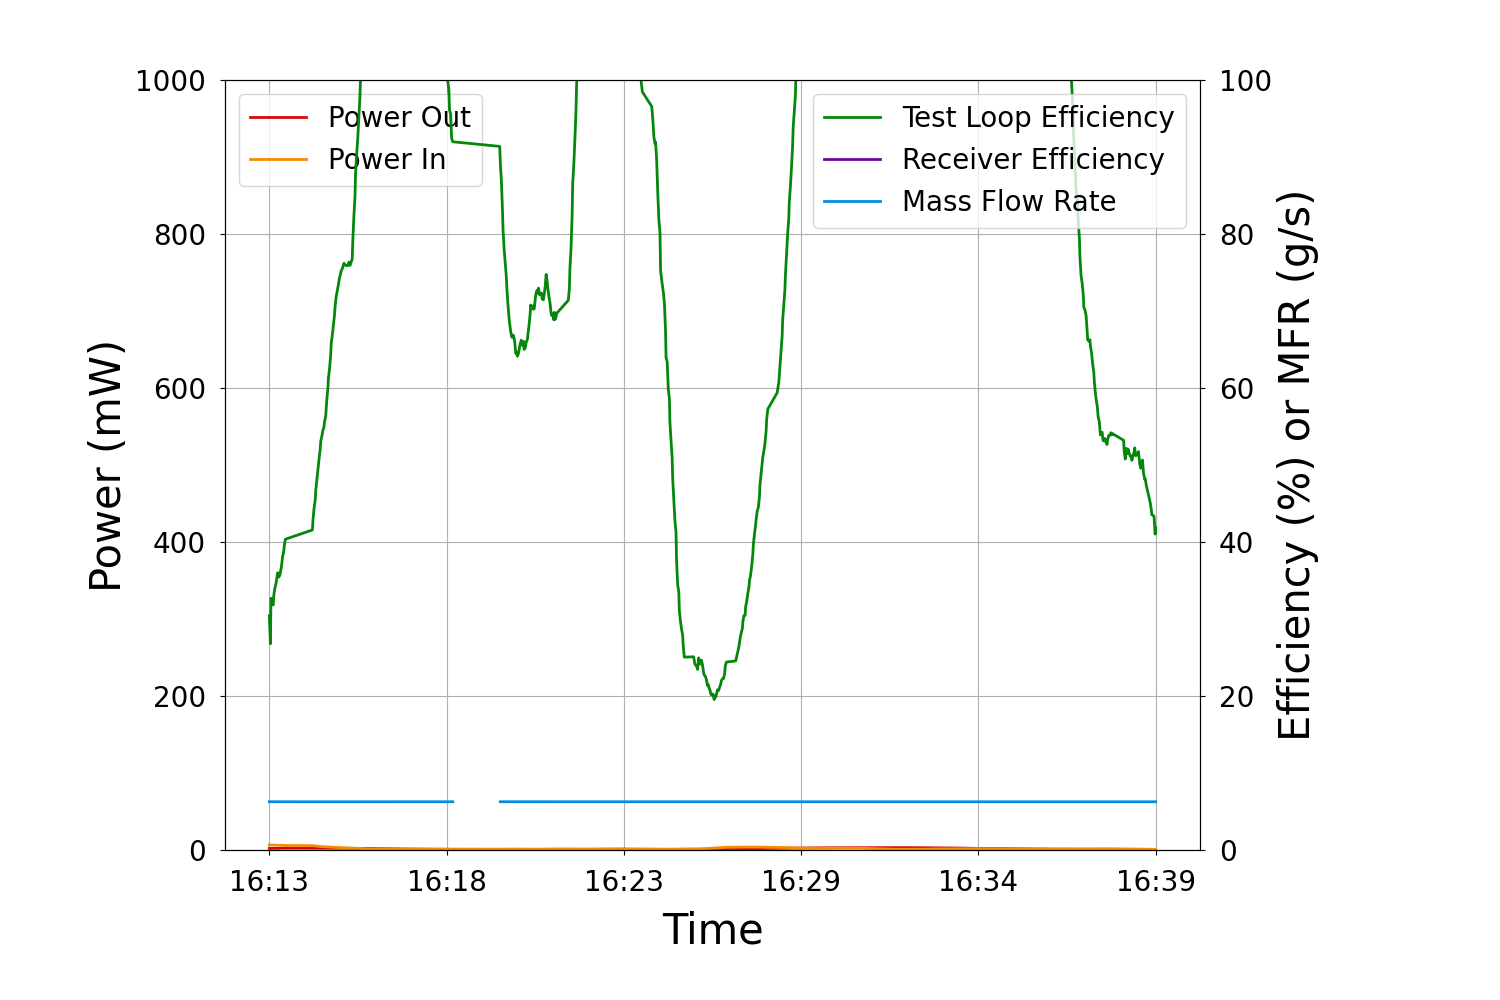 1000
800
600
400
200
0
Power (mW)
Power Out
Power In
Test Loop Efficiency
Receiver Efficiency
Mass Flow Rate
100
80
60
40
20
0
Efficiency (%) or MFR (g/s)
16:13
16:18
16:23
16:29
16:34
16:39
Time